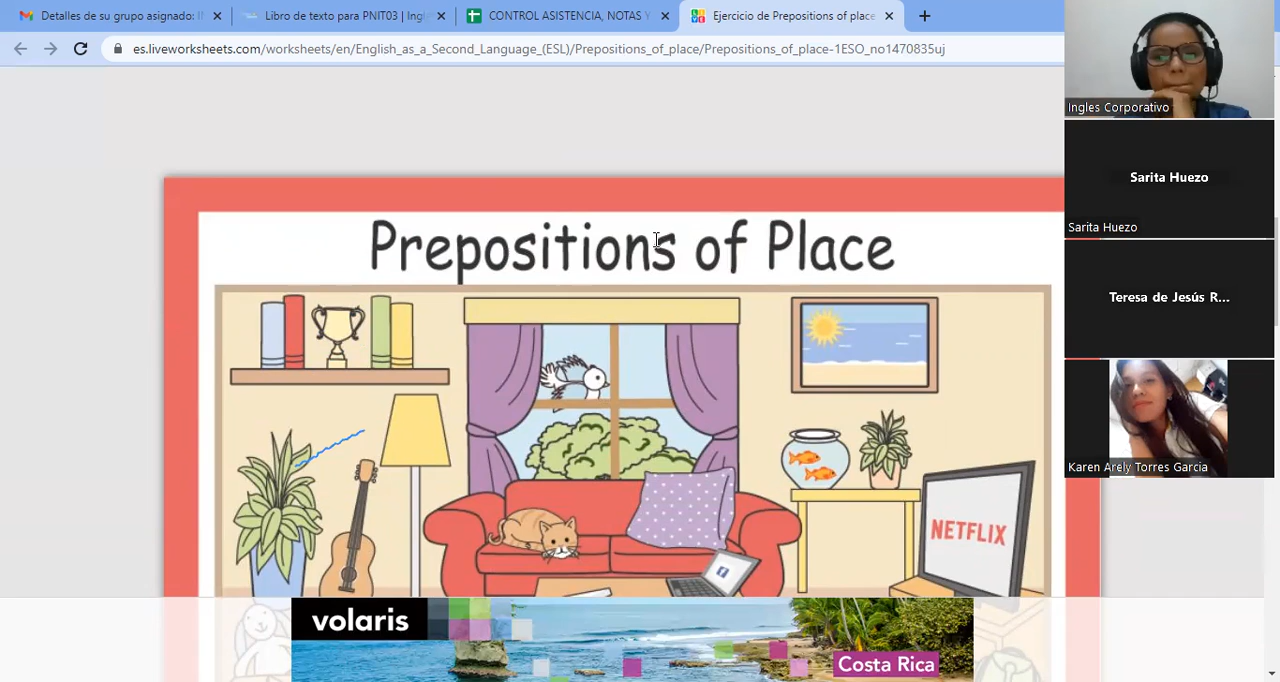 Detalles de su grupo asignado: I
Libro de texto para PNIT03 | Ingl
CONTROL ASISTENCIA, NOTAS Y
Ejercicio de Prepositions of place
es.liveworksheets.com/worksheets/en/English_as_a_Second_Language_(ESL)/Prepositions_of_place/Prepositions_of_place-1ESO_no1470835uj
Ingles Corporativo
Sarita Huezo
Sarita Huezo
Teresa de Jesús R...
Karen Arely Torres Garcia
Prepositions of Place
NETFLIX
f
volaris
Costa Rica